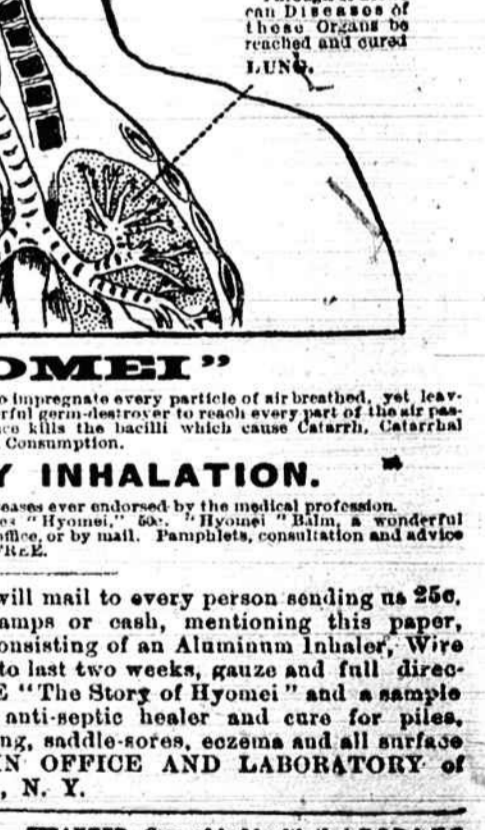 can Diseases of
these Organs be
reached and cured
LUNG.
OMEI"
o impregnate every particle of air breathed, yet leav-
rful germ-destroyer to reach every part of the air pas-
ce kills the bacilli which cause Catarrh, Catarrhal
Consumption.
Y INHALATION.
eases ever endorsed by the medical profession.
es "Hyomei," 50c. "Hyomei" Balm, a wonderful
office, or by mail. Pamphlets, consultation and advice
FREE.
will mail to every person sending us 25c.
amps or cash, mentioning this paper,
onsisting of an Aluminum Inhaler, Wire
to last two weeks, gauze and full direc-
E "The Story of Hyomei" and a sample
anti-septic healer and cure for piles,
ng, saddle-sores, eczema and all surface
IN OFFICE AND LABORATORY of
, N. Y.